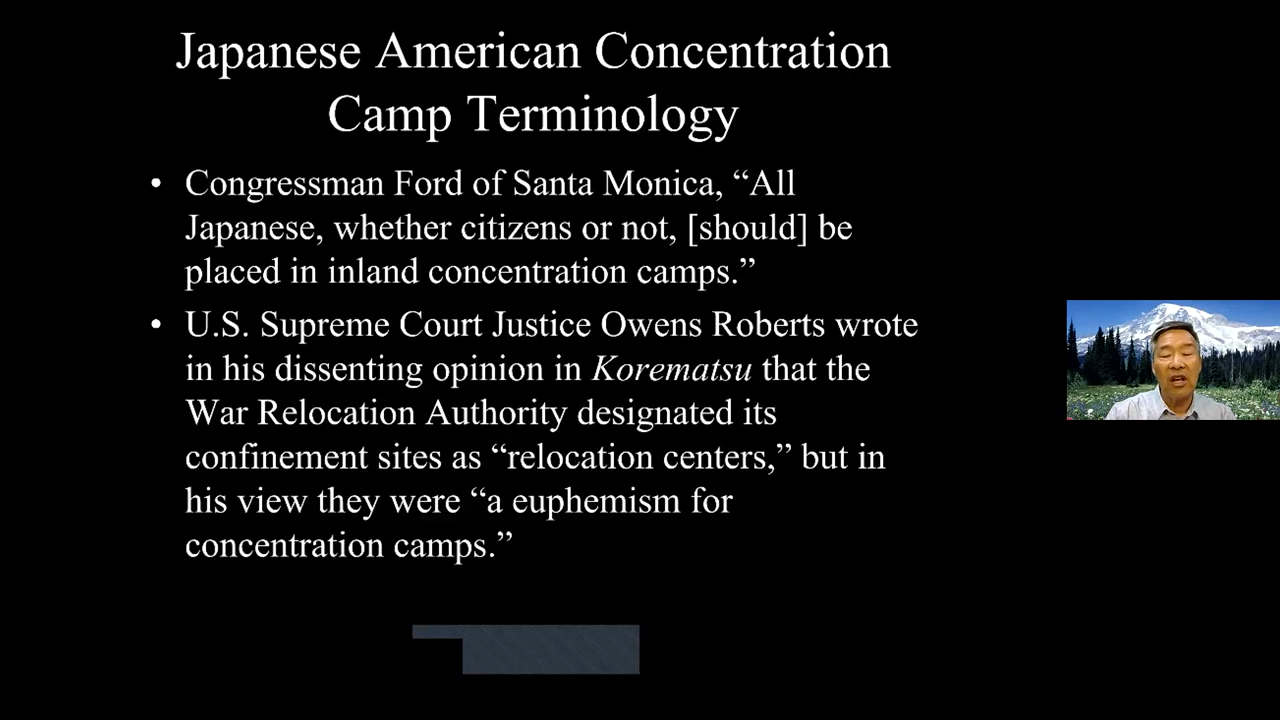 Japanese American Concentration
Camp Terminology
• Congressman Ford of Santa Monica, “All
Japanese, whether citizens or not, [should] be
placed in inland concentration camps.”
• U.S. Supreme Court Justice Owens Roberts wrote
in his dissenting opinion in Korematsu that the
War Relocation Authority designated its
confinement sites as “relocation centers,” but in
his view they were “a euphemism for
concentration camps.”